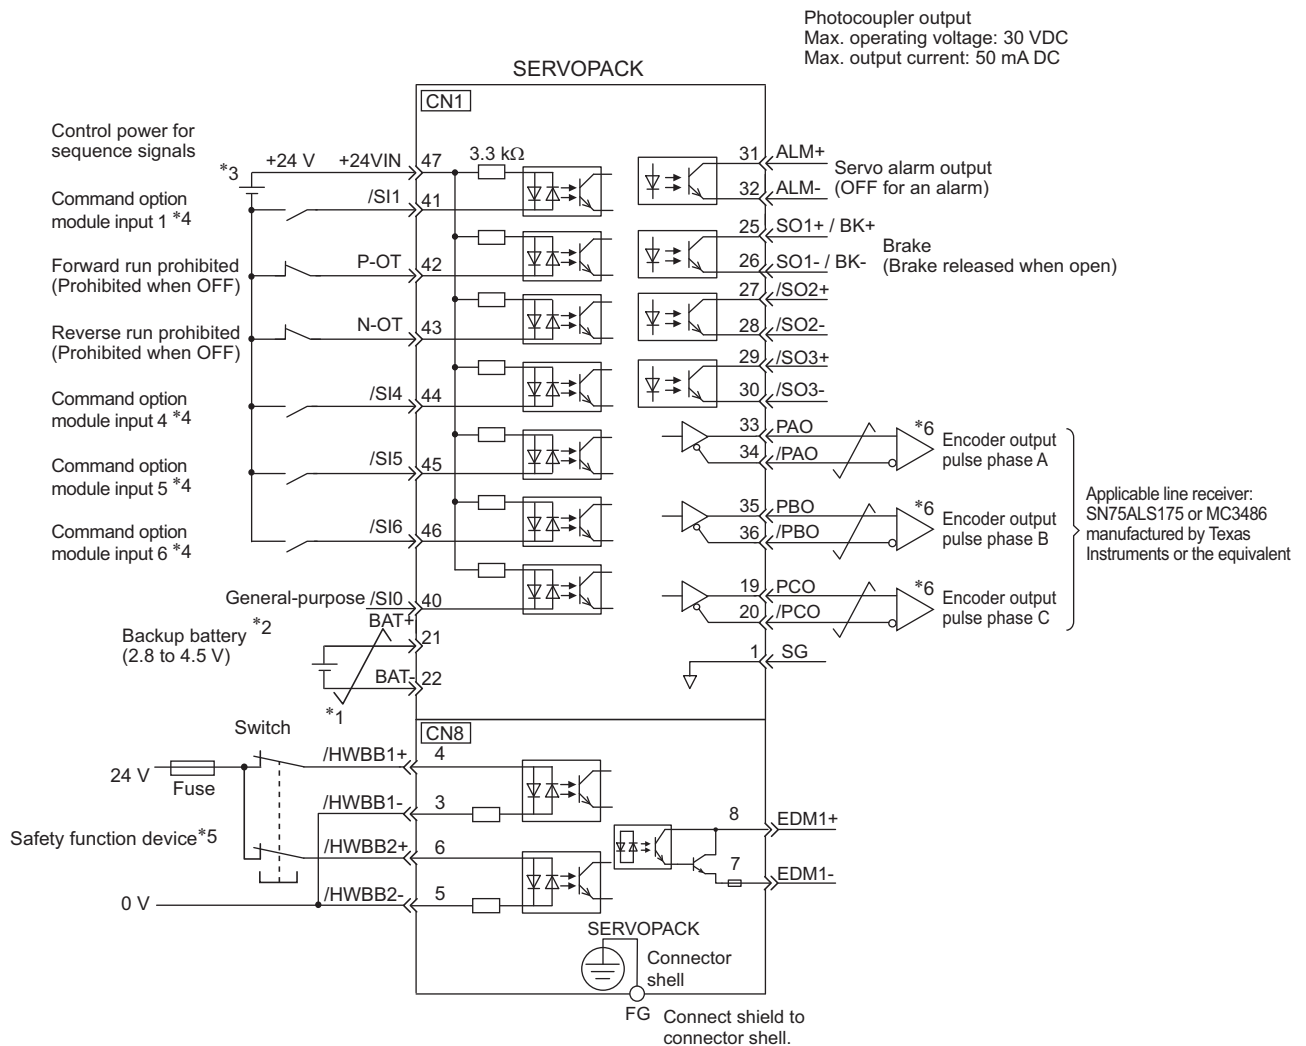 Photocoupler output
Max. operating voltage: 30 VDC
Max. output current: 50 mA DC
SERVOPACK
CN1
Control power for
sequence signals
*3
+24 V
+24VIN
47
3.3 kΩ
31
ALM+
Servo alarm output
(OFF for an alarm)
32
ALM-
Command option
module input 1 *4
/SI1
41
25
SO1+ / BK+
Brake
(Brake released when open)
26
SO1- / BK-
Forward run prohibited
(Prohibited when OFF)
P-OT
42
27
/SO2+
28
/SO2-
Reverse run prohibited
(Prohibited when OFF)
N-OT
43
29
/SO3+
30
/SO3-
Command option
module input 4 *4
/SI4
44
33
PAO
34
/PAO
*6
Encoder output
pulse phase A
Command option
module input 5 *4
/SI5
45
35
PBO
36
/PBO
*6
Encoder output
pulse phase B
Applicable line receiver:
SN75ALS175 or MC3486
manufactured by Texas
Instruments or the equivalent
Command option
module input 6 *4
/SI6
46
19
PCO
20
/PCO
*6
Encoder output
pulse phase C
General-purpose
/SI0
40
Backup battery *2
(2.8 to 4.5 V)
BAT+
21
BAT-
22
*1
1
SG
CN8
Switch
24 V
Fuse
/HWBB1+
4
/HWBB1-
3
Safety function device*5
/HWBB2+
6
0 V
/HWBB2-
5
8
EDM1+
7
EDM1-
SERVOPACK
Connector
shell
FG
Connect shield to
connector shell.